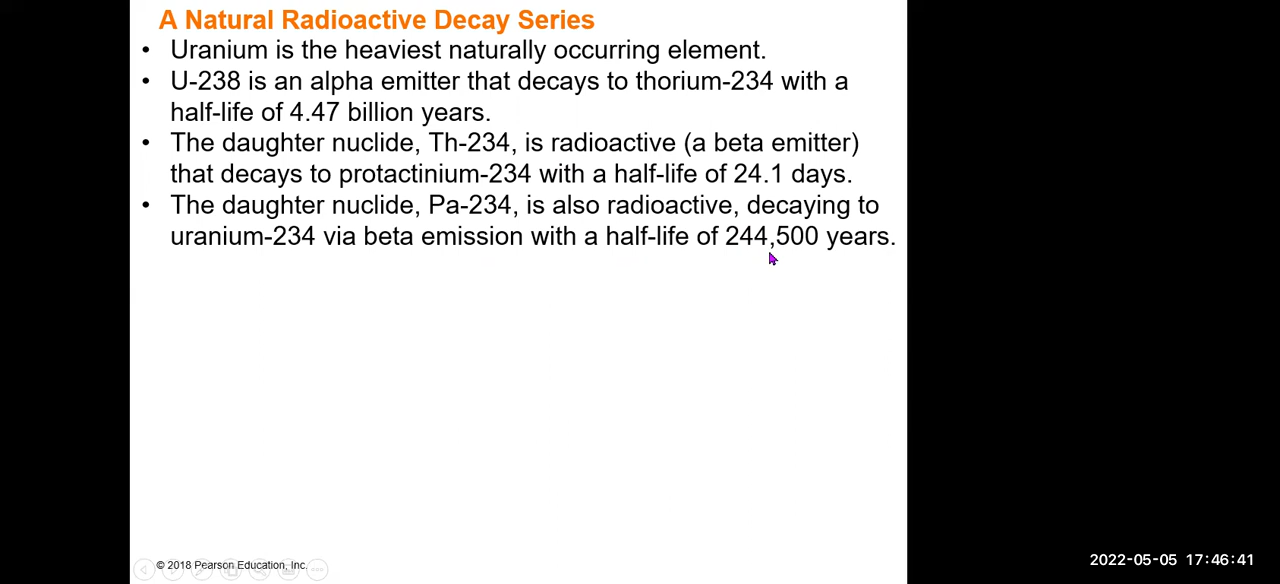 A Natural Radioactive Decay Series
• Uranium is the heaviest naturally occurring element.
• U-238 is an alpha emitter that decays to thorium-234 with a
half-life of 4.47 billion years.
• The daughter nuclide, Th-234, is radioactive (a beta emitter)
that decays to protactinium-234 with a half-life of 24.1 days.
• The daughter nuclide, Pa-234, is also radioactive, decaying to
uranium-234 via beta emission with a half-life of 244,500 years.
© 2018 Pearson Education, Inc.
2022-05-05 17:46:41